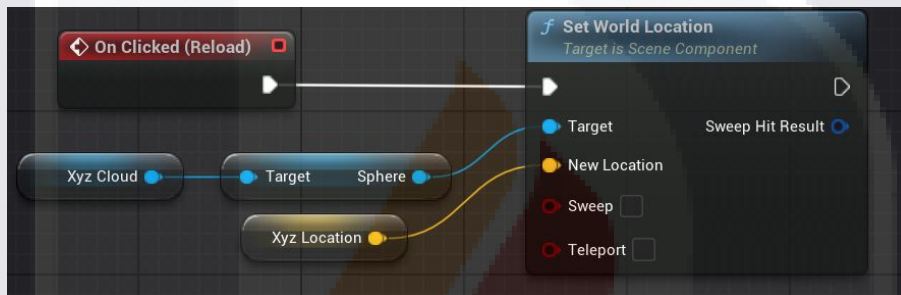 On Clicked (Reload)
Xyz Cloud
Target Sphere
Xyz Location
f Set World Location
Target is Scene Component
Target Sweep Hit Result
New Location
Sweep
Teleport